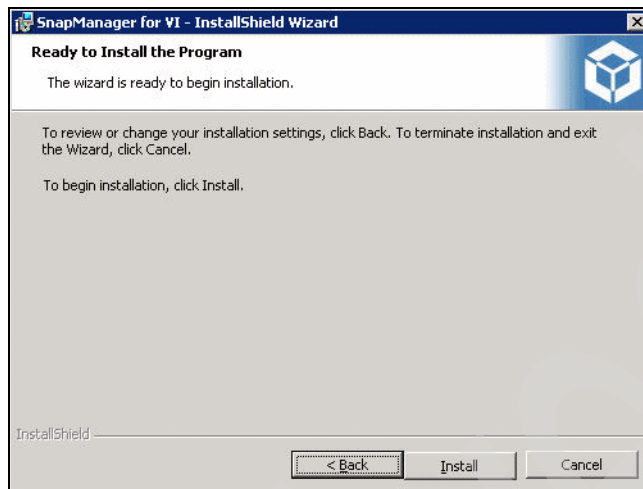 SnapManager for VI - InstallShield Wizard
Ready to Install the Program
The wizard is ready to begin installation.
To review or change your installation settings, click Back. To terminate installation and exit
the Wizard, click Cancel.
To begin installation, click Install.
InstallShield
< Back Install Cancel